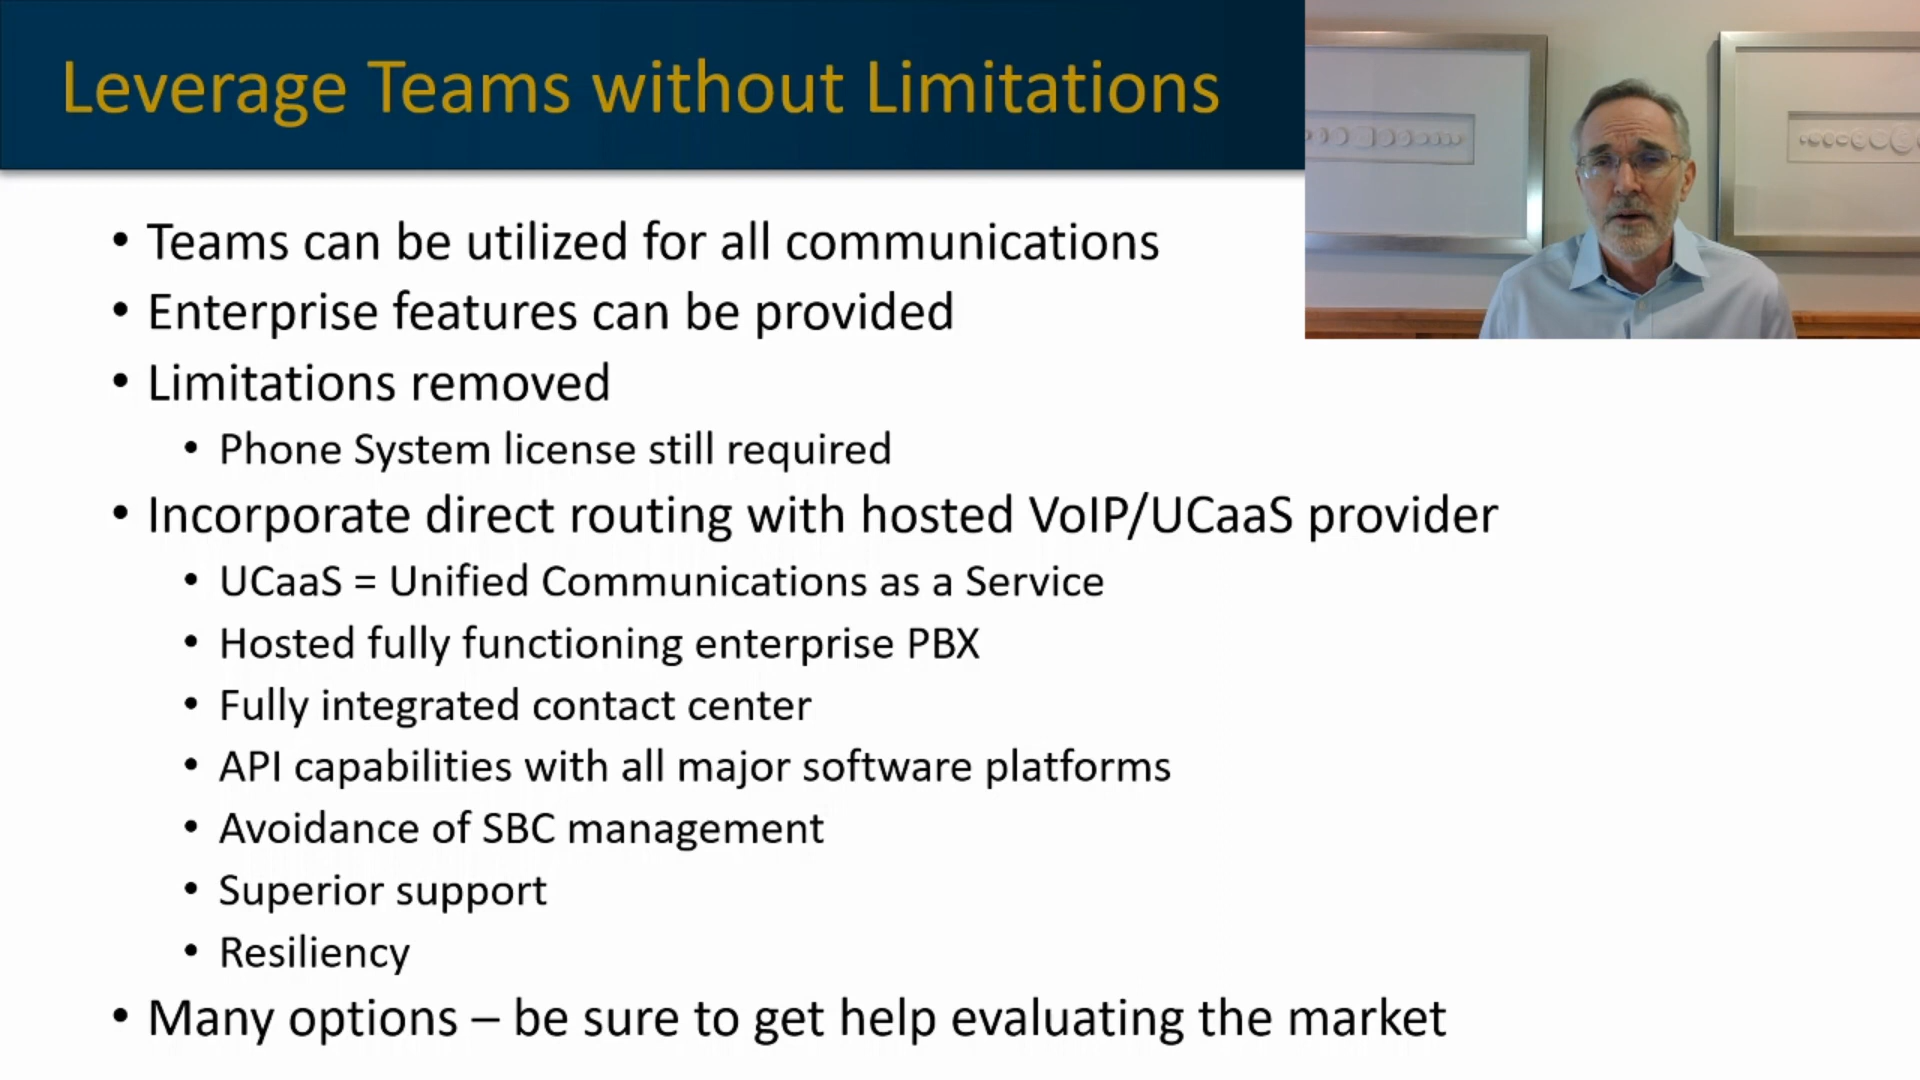 Leverage Teams without Limitations
• Teams can be utilized for all communications
• Enterprise features can be provided
• Limitations removed
• Phone System license still required
• Incorporate direct routing with hosted VoIP/UCaaS provider
• UCaaS = Unified Communications as a Service
• Hosted fully functioning enterprise PBX
• Fully integrated contact center
• API capabilities with all major software platforms
• Avoidance of SBC management
• Superior support
• Resiliency
• Many options – be sure to get help evaluating the market